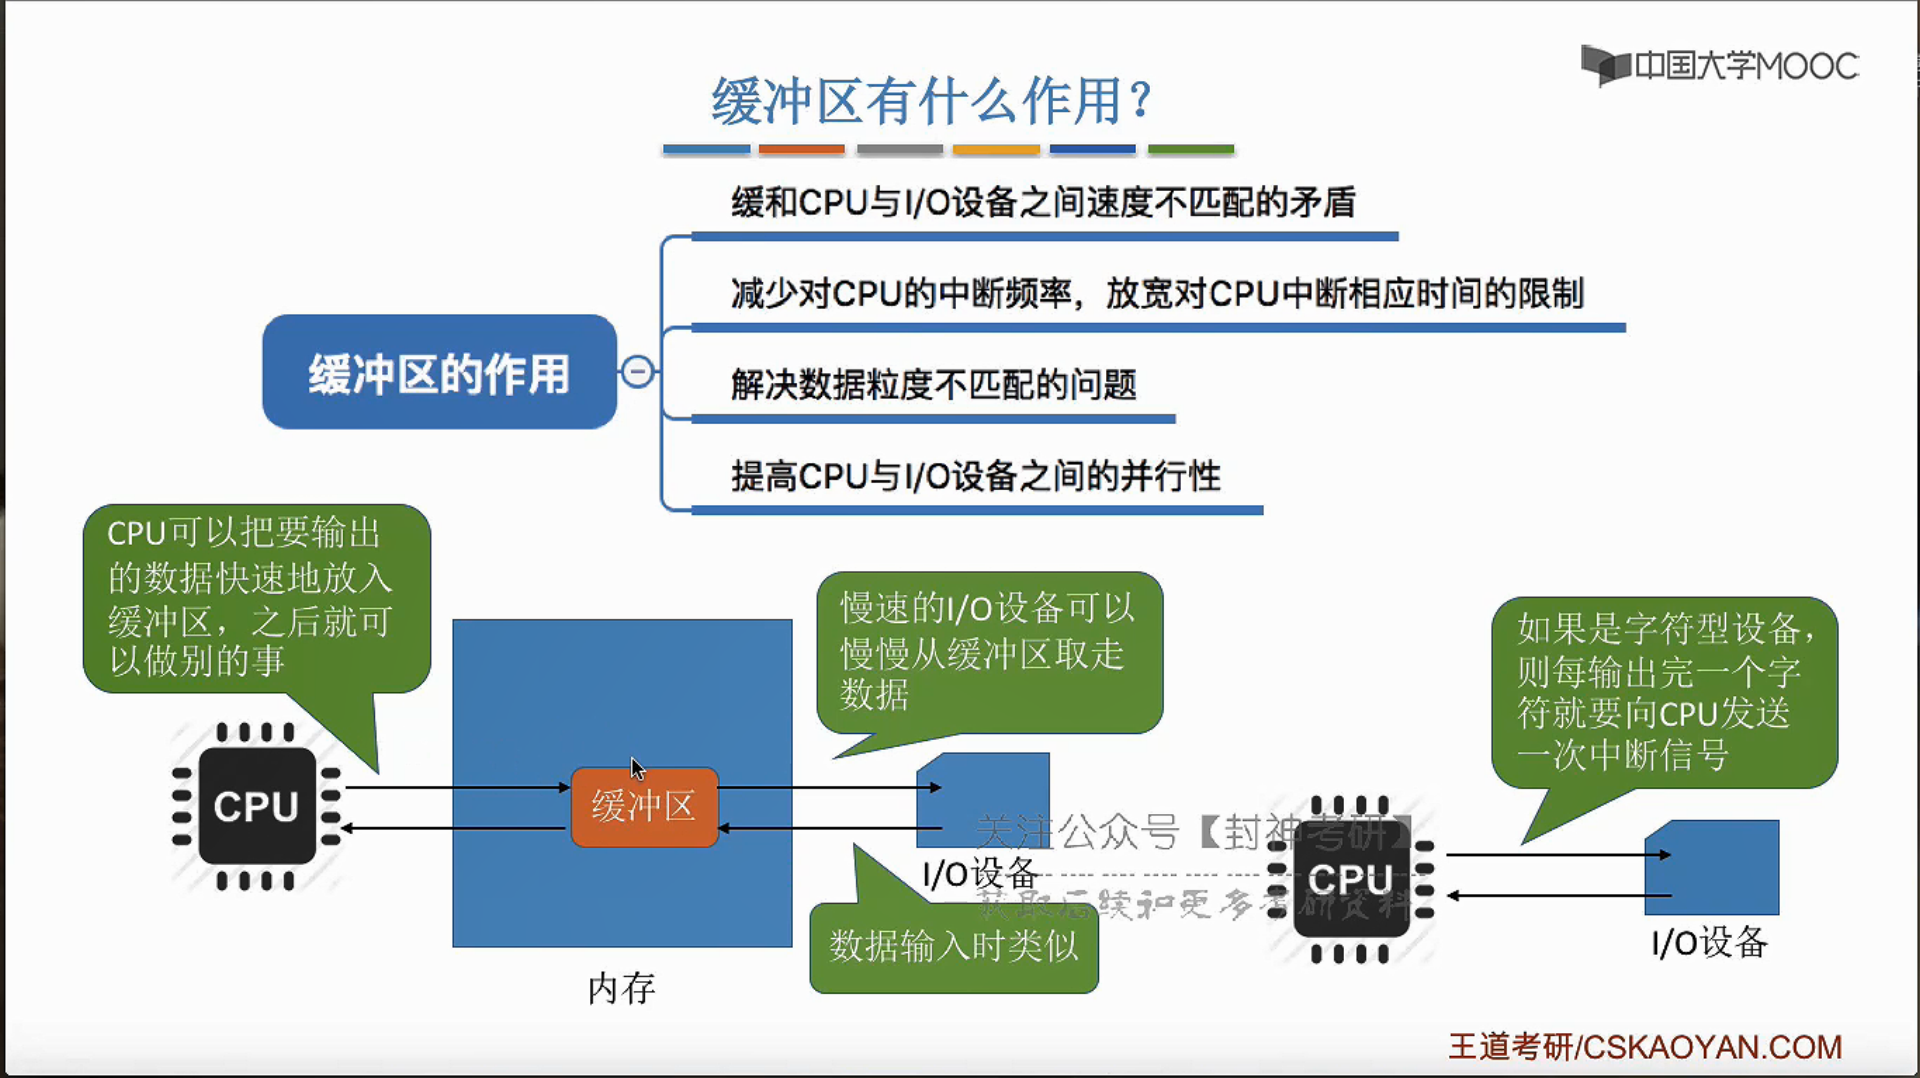 中国大学MOOC
缓冲区有什么作用？
缓和CPU与I/O设备之间速度不匹配的矛盾
减少对CPU的中断频率，放宽对CPU中断相应时间的限制
缓冲区的作用
解决数据粒度不匹配的问题
提高CPU与I/O设备之间的并行性
CPU可以把要输出
的数据快速地放入
缓冲区，之后就可
以做别的事
慢速的I/O设备可以
慢慢从缓冲区取走
数据
如果是字符型设备，
则每输出完一个字
符就要向CPU发送
一次中断信号
CPU
缓冲区
关注公众号【封神考研】
I/O设备
CPU
获取后续和更多考研资料
数据输入时类似
I/O设备
内存
王道考研/CSKAOYAN.COM